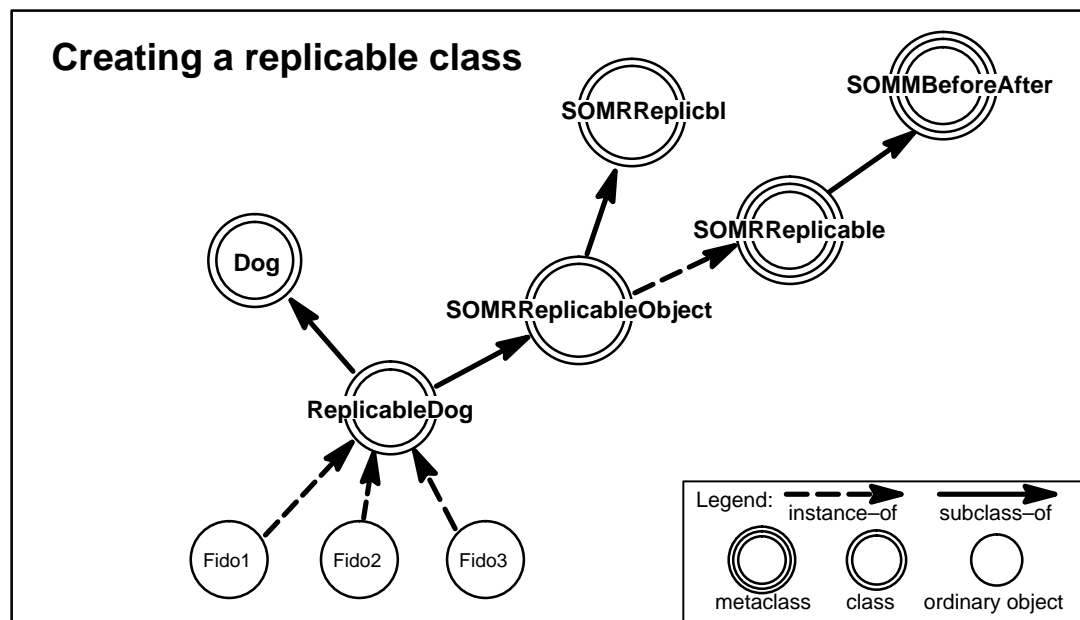 Creating a replicable class
SOMMBeforeAfter
SOMRReplicbl
SOMRReplicable
Dog
SOMRReplicableObject
ReplicableDog
Legend:
instance–of
subclass–of
Fido1
Fido2
Fido3
metaclass
class
ordinary object